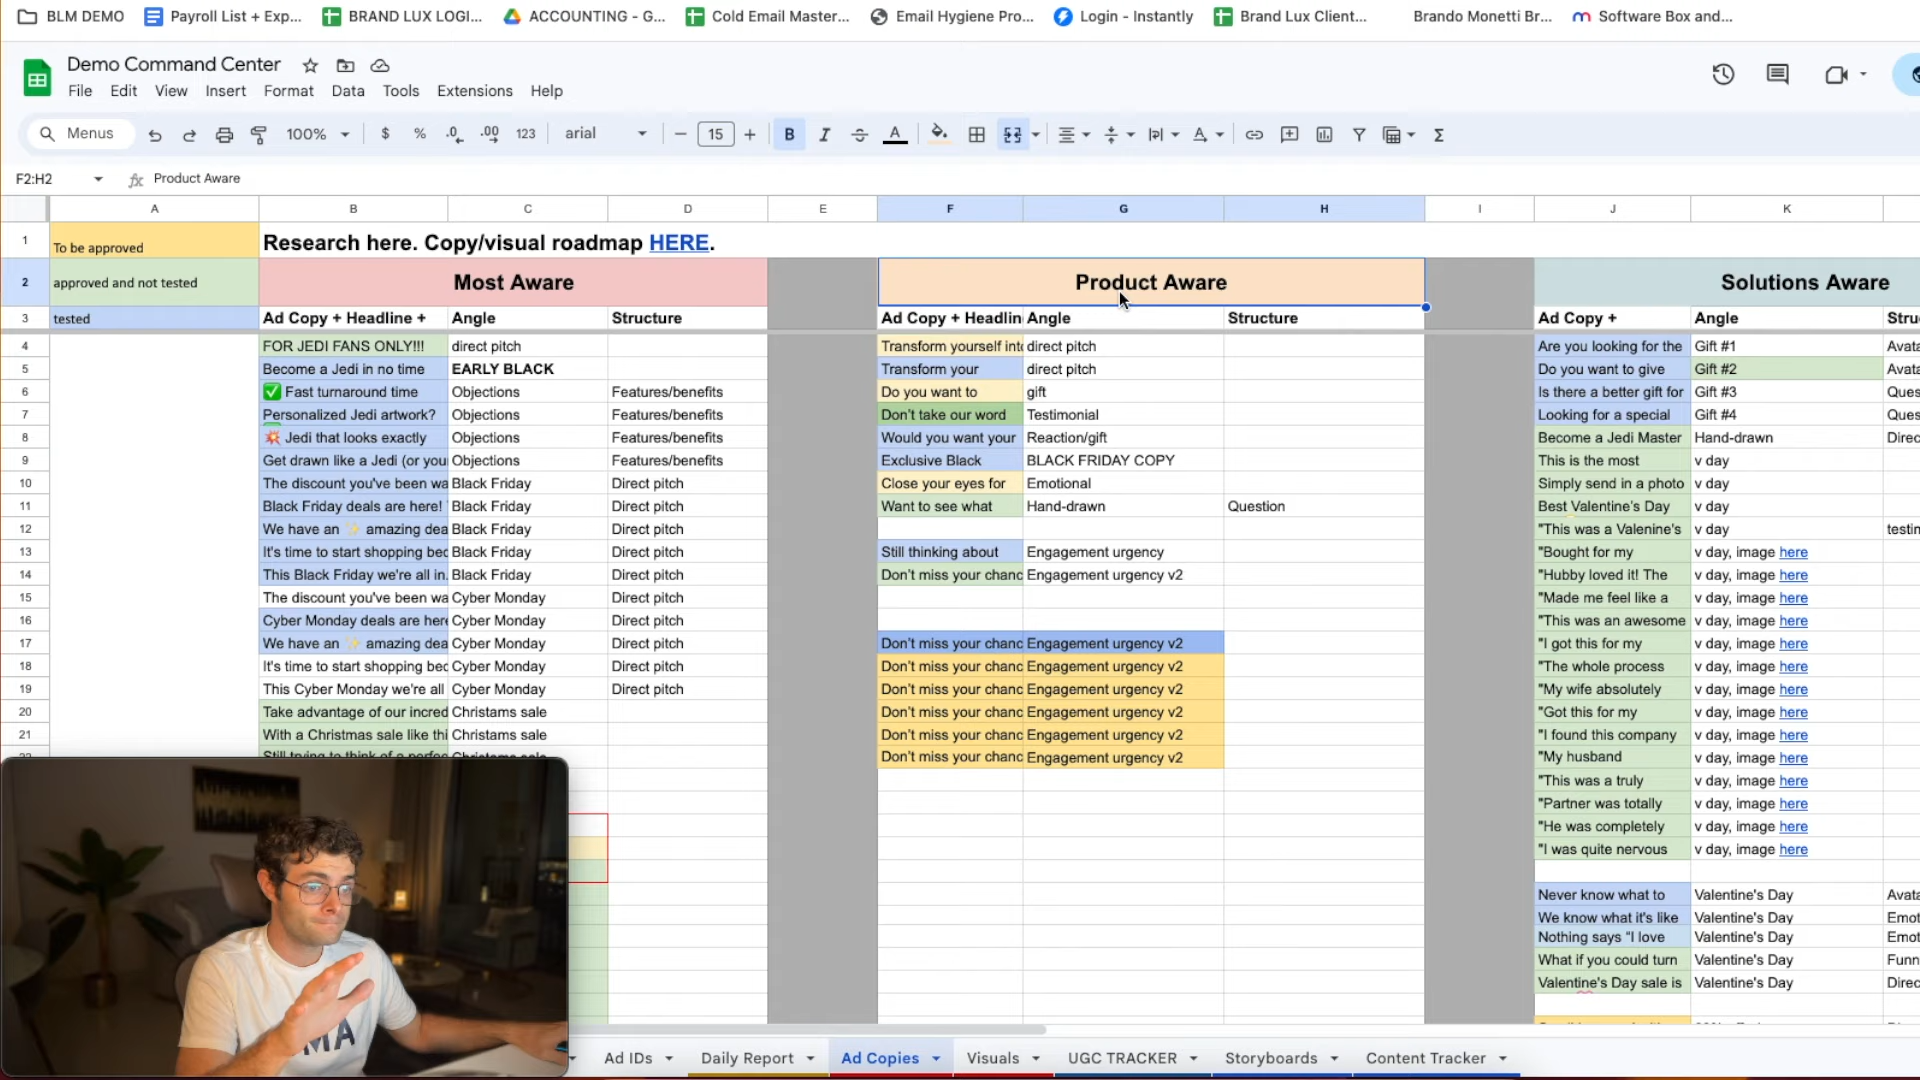 BLM DEMO Payroll List + Exp... BRAND LUX LOGI... ACCOUNTING - G... Cold Email Master... Email Hygiene Pro... Login - Instantly Brand Lux Client... Brando Monetti Br... Software Box and...
Demo Command Center
File Edit View Insert Format Data Tools Extensions Help
Menus 100% $ % .0 .00 123 arial 15 B I A Σ
F2:H2 fx Product Aware
A B C D E F G H I J K
1 To be approved Research here. Copy/visual roadmap HERE.
2 approved and not tested Most Aware Product Aware Solutions Aware
3 tested Ad Copy + Headline + Angle Structure Ad Copy + Headlin Angle Structure Ad Copy + Angle Stru
4 FOR JEDI FANS ONLY!!! direct pitch Transform yourself into direct pitch Are you looking for the Gift #1 Avata
5 Become a Jedi in no time EARLY BLACK Transform your direct pitch Do you want to give Gift #2 Avata
6 ✅ Fast turnaround time Objections Features/benefits Do you want to gift Is there a better gift for Gift #3 Ques
7 Personalized Jedi artwork? Objections Features/benefits Don't take our word Testimonial Looking for a special Gift #4 Ques
8 💥 Jedi that looks exactly Objections Features/benefits Would you want your Reaction/gift Become a Jedi Master Hand-drawn Direc
9 Get drawn like a Jedi (or you Objections Features/benefits Exclusive Black BLACK FRIDAY COPY This is the most v day
10 The discount you've been wa Black Friday Direct pitch Close your eyes for Emotional Simply send in a photo v day
11 Black Friday deals are here! Black Friday Direct pitch Want to see what Hand-drawn Question Best Valentine's Day v day
12 We have an ✨ amazing dea Black Friday Direct pitch "This was a Valenine's v day testin
13 It's time to start shopping bec Black Friday Direct pitch Still thinking about Engagement urgency "Bought for my v day, image here
14 This Black Friday we're all in. Black Friday Direct pitch Don't miss your chanc Engagement urgency v2 "Hubby loved it! The v day, image here
15 The discount you've been wa Cyber Monday Direct pitch "Made me feel like a v day, image here
16 Cyber Monday deals are here Cyber Monday Direct pitch "This was an awesome v day, image here
17 We have an ✨ amazing dea Cyber Monday Direct pitch Don't miss your chanc Engagement urgency v2 "I got this for my v day, image here
18 It's time to start shopping bec Cyber Monday Direct pitch Don't miss your chanc Engagement urgency v2 "The whole process v day, image here
19 This Cyber Monday we're all Cyber Monday Direct pitch Don't miss your chanc Engagement urgency v2 "My wife absolutely v day, image here
20 Take advantage of our incred Christams sale Don't miss your chanc Engagement urgency v2 "Got this for my v day, image here
21 With a Christmas sale like thi Christams sale Don't miss your chanc Engagement urgency v2 "I found this company v day, image here
Still trying to think of a perfec Christams sale Don't miss your chanc Engagement urgency v2 "My husband v day, image here
"This was a truly v day, image here
"Partner was totally v day, image here
"He was completely v day, image here
"I was quite nervous v day, image here
Never know what to Valentine's Day Avata
We know what it's like Valentine's Day Emot
Nothing says "I love Valentine's Day Emot
What if you could turn Valentine's Day Funn
Valentine's Day sale is Valentine's Day Direc
Ad IDs Daily Report Ad Copies Visuals UGC TRACKER Storyboards Content Tracker